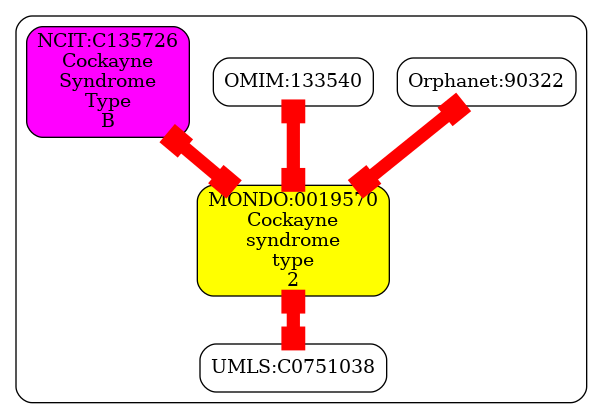 NCIT:C135726
Cockayne
Syndrome
Type
B
OMIM:133540
Orphanet:90322
MONDO:0019570
Cockayne
syndrome
type
2
UMLS:C0751038